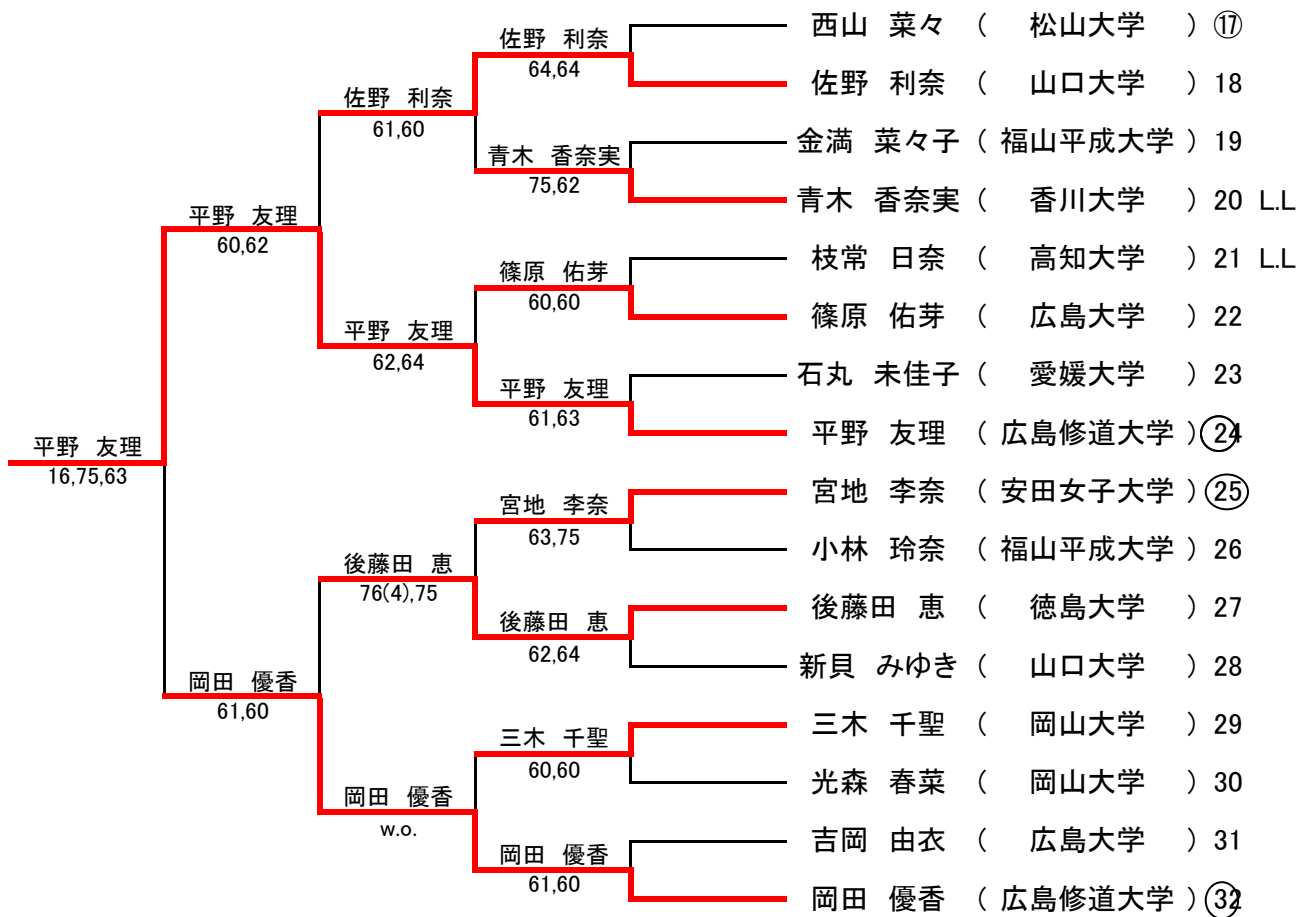 西山 菜々 ( 松山大学 ) ⑰
佐野 利奈
64,64
佐野 利奈 ( 山口大学 ) 18
佐野 利奈
61,60
金満 菜々子 ( 福山平成大学 ) 19
青木 香奈実
75,62
青木 香奈実 ( 香川大学 ) 20 L.L
平野 友理
60,62
枝常 日奈 ( 高知大学 ) 21 L.L
篠原 佑芽
60,60
篠原 佑芽 ( 広島大学 ) 22
平野 友理
62,64
石丸 未佳子 ( 愛媛大学 ) 23
平野 友理
61,63
平野 友理 ( 広島修道大学 ) 24
平野 友理
16,75,63
宮地 李奈 ( 安田女子大学 ) 25
宮地 李奈
63,75
小林 玲奈 ( 福山平成大学 ) 26
後藤田 恵
76(4),75
後藤田 恵 ( 徳島大学 ) 27
後藤田 恵
62,64
新貝 みゆき ( 山口大学 ) 28
岡田 優香
61,60
三木 千聖 ( 岡山大学 ) 29
三木 千聖
60,60
光森 春菜 ( 岡山大学 ) 30
岡田 優香
w.o.
吉岡 由衣 ( 広島大学 ) 31
岡田 優香
61,60
岡田 優香 ( 広島修道大学 ) 32